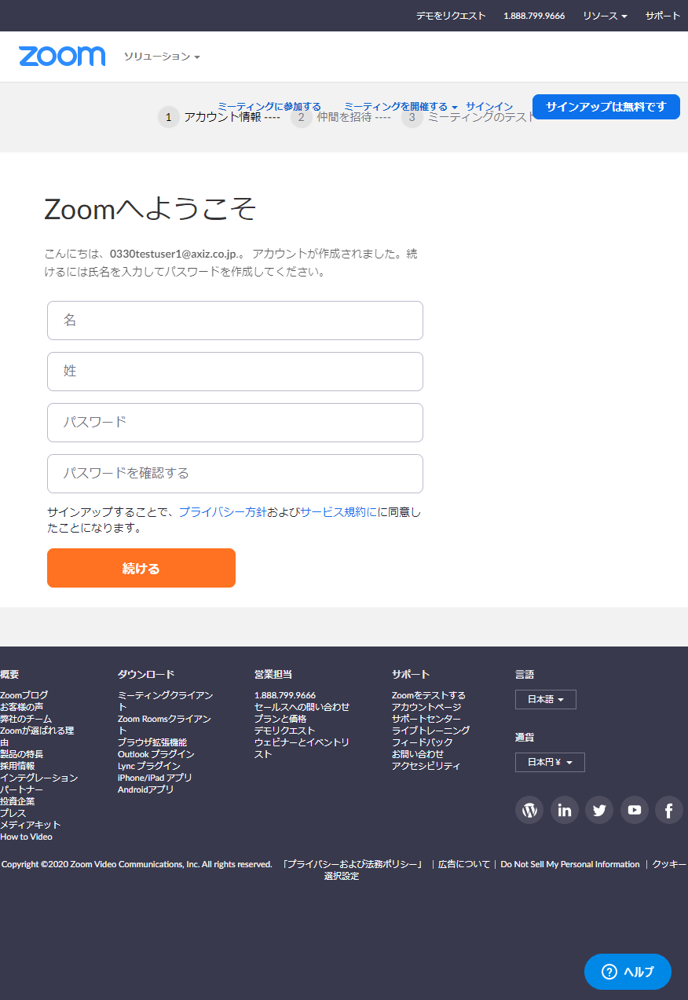 デモをリクエスト 1.888.799.9666 リソース サポート
zoom ソリューション
ミーティングに参加する ミーティングを開催する サインイン サインアップは無料です
1 アカウント情報 ---- 2 仲間を招待 ---- 3 ミーティングのテスト
Zoomへようこそ
こんにちは、0330testuser1@axiz.co.jp.。 アカウントが作成されました。続
けるには氏名を入力してパスワードを作成してください。
名
姓
パスワード
パスワードを確認する
サインアップすることで、プライバシー方針およびサービス規約にに同意し
たことになります。
続ける
概要
Zoomブログ
お客様の声
弊社のチーム
Zoomが選ばれる理
由
製品の特長
採用情報
インテグレーション
パートナー
投資企業
プレス
メディアキット
How to Video
ダウンロード
ミーティングクライアン
ト
Zoom Roomsクライアン
ト
ブラウザ拡張機能
Outlook プラグイン
Lync プラグイン
iPhone/iPad アプリ
Androidアプリ
営業担当
1.888.799.9666
セールスへの問い合わせ
プランと価格
デモリクエスト
ウェビナーとイベントリ
スト
サポート
Zoomをテストする
アカウントページ
サポートセンター
ライブトレーニング
フィードバック
お問い合わせ
アクセシビリティ
言語
日本語
通貨
日本円 ¥
Copyright ©2020 Zoom Video Communications, Inc. All rights reserved. 「プライバシーおよび法務ポリシー」 | 広告について | Do Not Sell My Personal Information | クッキー
選択設定
ヘルプ